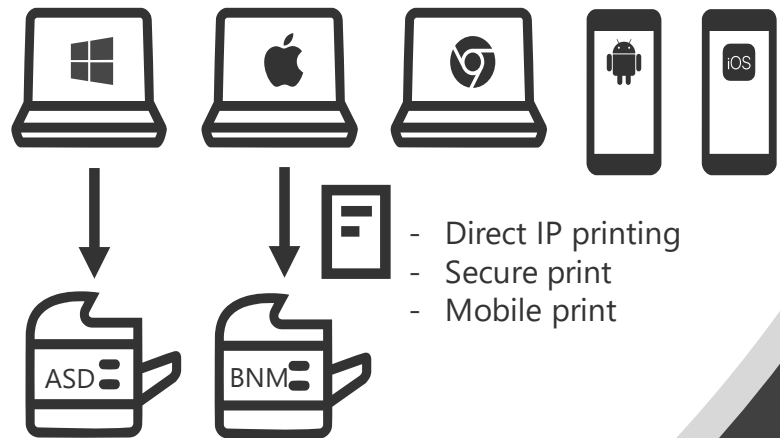 iOS
- Direct IP printing
- Secure print
- Mobile print
ASD
BNM